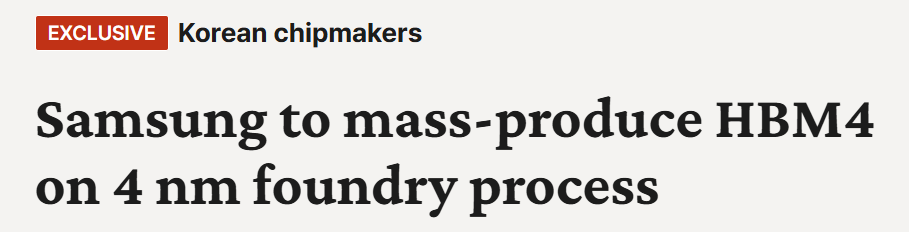 EXCLUSIVE Korean chipmakers
Samsung to mass-produce HBM4
on 4 nm foundry process